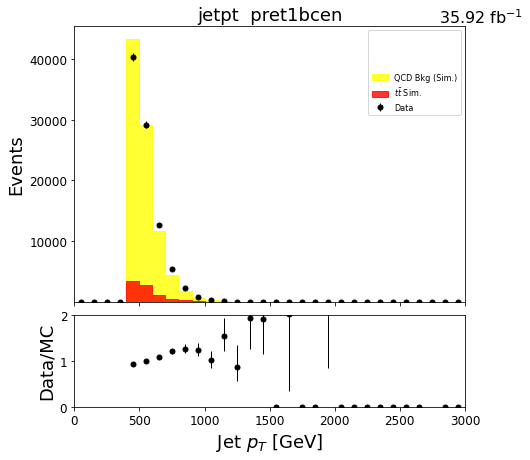 jetpt pret1bcen
35.92 fb⁻¹
QCD Bkg (Sim.)
tt̄ Sim.
Data
Events
40000
30000
20000
10000
Data/MC
2
1
0
0 500 1000 1500 2000 2500 3000
Jet p_T [GeV]